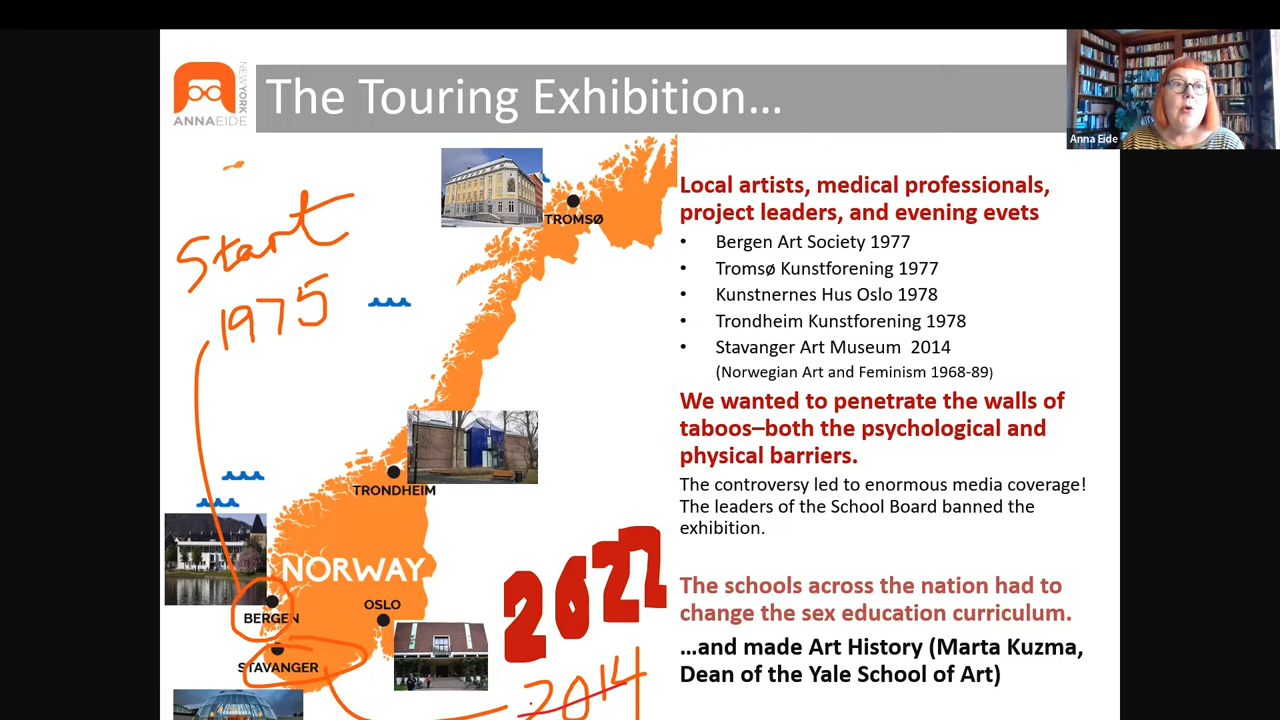 NEWYORK
ANNAEIDE
The Touring Exhibition…
Anna Eide
Start
1975
TROMSØ
TRONDHEIM
NORWAY
BERGEN
OSLO
STAVANGER
2022
2014
Local artists, medical professionals,
project leaders, and evening evets
• Bergen Art Society 1977
• Tromsø Kunstforening 1977
• Kunstnernes Hus Oslo 1978
• Trondheim Kunstforening 1978
• Stavanger Art Museum 2014
(Norwegian Art and Feminism 1968-89)
We wanted to penetrate the walls of
taboos–both the psychological and
physical barriers.
The controversy led to enormous media coverage!
The leaders of the School Board banned the
exhibition.
The schools across the nation had to
change the sex education curriculum.
…and made Art History (Marta Kuzma,
Dean of the Yale School of Art)